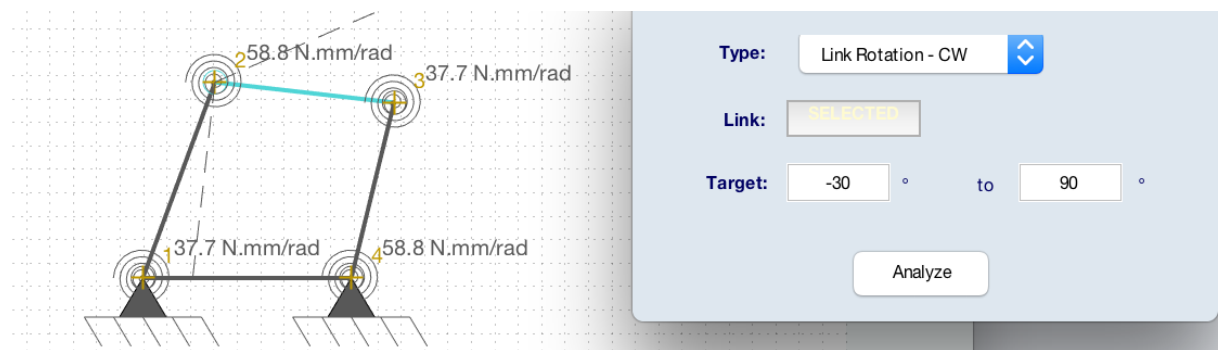 2 58.8 N.mm/rad
3 37.7 N.mm/rad
1 37.7 N.mm/rad
4 58.8 N.mm/rad
Type: Link Rotation - CW
Link: SELECTED
Target: -30 ° to 90 °
Analyze